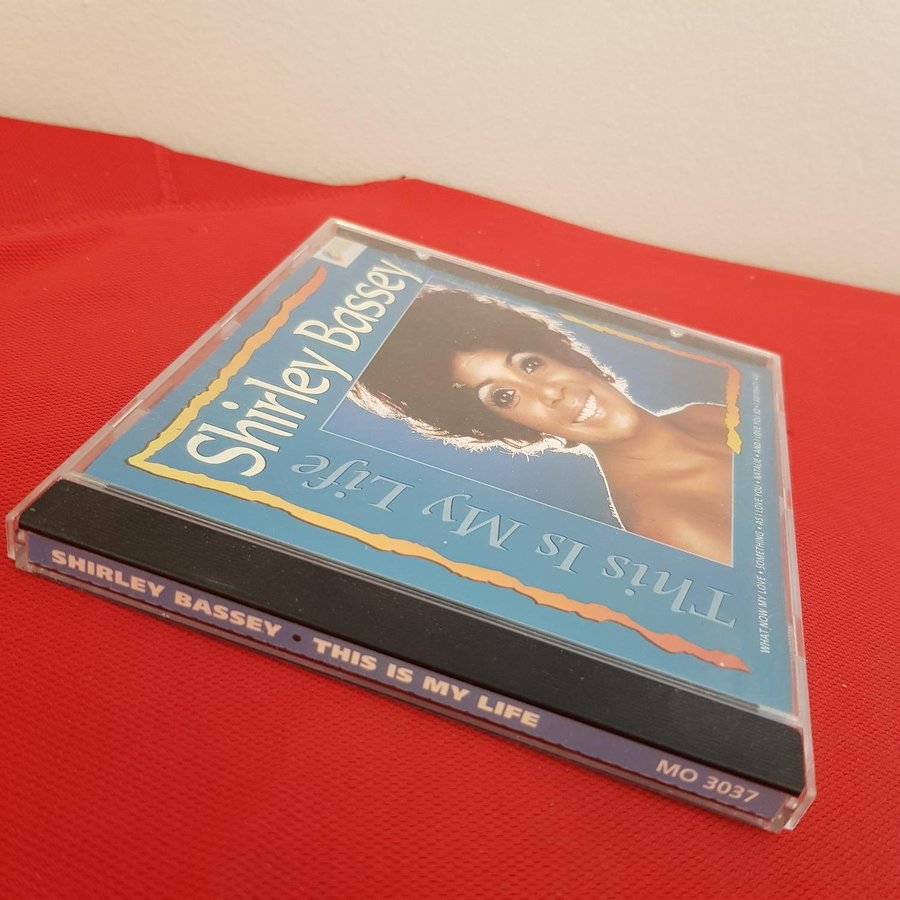 Shirley Bassey
This Is My Life
WHAT NOW MY LOVE • SOMETHING • AS I LOVE YOU • NATALIE • AND I LOVE YOU SO •
SHIRLEY BASSEY • THIS IS MY LIFE
MO 3037